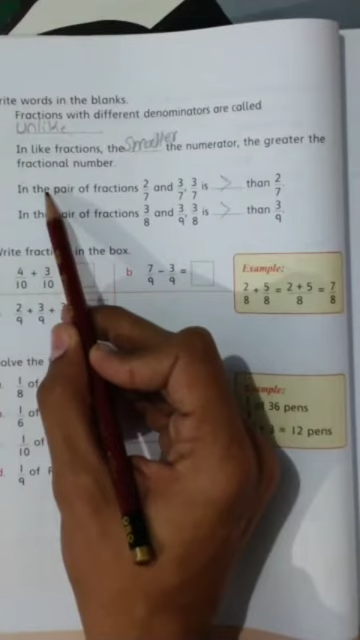 rite words in the blanks.
Fractions with different denominators are called
Unlike
In like fractions, the Smaller the numerator, the greater the
fractional number.
In the pair of fractions 2/7 and 3/7, 3/7 is > than 2/7.
In the pair of fractions 3/8 and 3/9, 3/8 is > than 3/9.
Write fracti in the box.
4/10 + 3/10
b 7/9 - 3/9 =
Example:
2/8 + 5/8 = 2+5/8 = 7/8
2/9 + 3/9 +
olve the
1/8 of
1/6 of
1/10 of
1/9 of
of 36 pens
= 12 pens